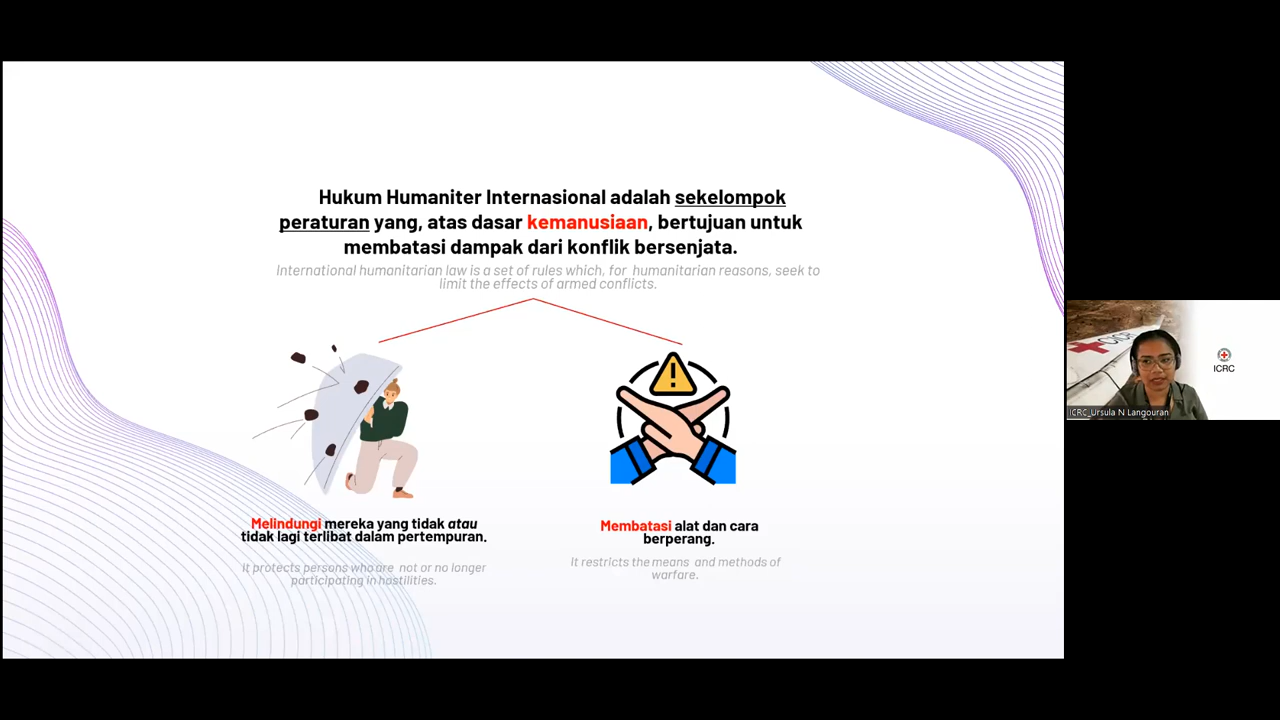 Hukum Humaniter Internasional adalah sekelompok
peraturan yang, atas dasar kemanusiaan, bertujuan untuk
membatasi dampak dari konflik bersenjata.
International humanitarian law is a set of rules which, for humanitarian reasons, seek to
limit the effects of armed conflicts.
Melindungi mereka yang tidak atau
tidak lagi terlibat dalam pertempuran.
It protects persons who are not or no longer
participating in hostilities.
Membatasi alat dan cara
berperang.
It restricts the means and methods of
warfare.
CICR
ICRC
ICRC_Ursula N Langouran